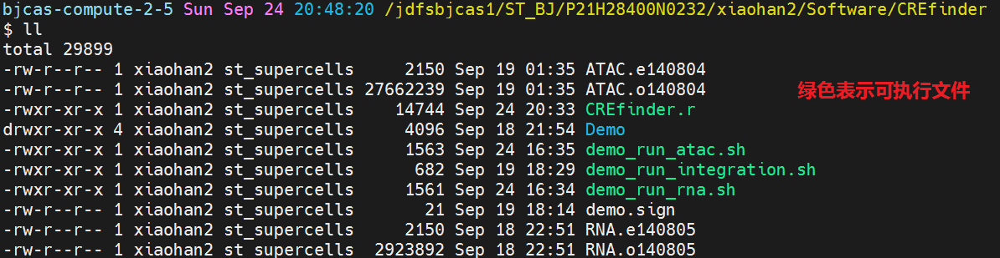 bjcas-compute-2-5 Sun Sep 24 20:48:20 /jdfsbjcas1/ST_BJ/P21H28400N0232/xiaohan2/Software/CREfinder
$ ll
total 29899
-rw-r--r-- 1 xiaohan2 st_supercells     2150 Sep 19 01:35 ATAC.e140804
-rw-r--r-- 1 xiaohan2 st_supercells 27662239 Sep 19 01:35 ATAC.o140804
绿色表示可执行文件
-rwxr-xr-x 1 xiaohan2 st_supercells    14744 Sep 24 20:33 CREfinder.r
drwxr-xr-x 4 xiaohan2 st_supercells     4096 Sep 18 21:54 Demo
-rwxr-xr-x 1 xiaohan2 st_supercells     1563 Sep 24 16:35 demo_run_atac.sh
-rwxr-xr-x 1 xiaohan2 st_supercells      682 Sep 19 18:29 demo_run_integration.sh
-rwxr-xr-x 1 xiaohan2 st_supercells     1561 Sep 24 16:34 demo_run_rna.sh
-rw-r--r-- 1 xiaohan2 st_supercells       21 Sep 19 18:14 demo.sign
-rw-r--r-- 1 xiaohan2 st_supercells     2150 Sep 18 22:51 RNA.e140805
-rw-r--r-- 1 xiaohan2 st_supercells  2923892 Sep 18 22:51 RNA.o140805